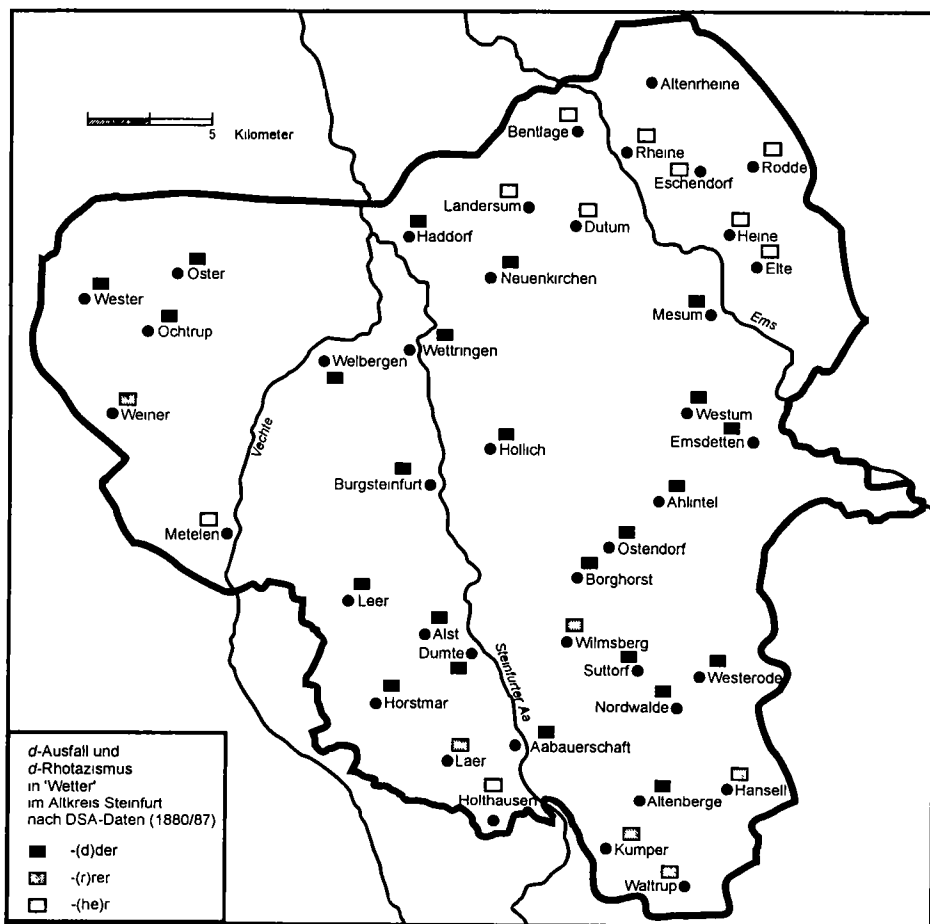 Altenrheine
5 Kilometer
Bentlage
Rheine
Eschendorf
Rodde
Landersum
Dutum
Haddorf
Heine
Elte
Oster
Neuenkirchen
Wester
Mesum
Ems
Ochtrup
Wettringen
Welbergen
Weiner
Westum
Vechte
Emsdetten
Hollich
Burgsteinfurt
Ahlintel
Metelen
Ostendorf
Borghorst
Leer
Alst
Wilmsberg
Dumte
Steinfurter Aa
Suttorf
Westerode
Horstmar
Nordwalde
Aabauerschaft
Laer
Hansell
Altenberge
Holthausen
Kumper
Waltrup
d-Ausfall und
d-Rhotazismus
in 'Wetter'
im Altkreis Steinfurt
nach DSA-Daten (1880/87)
-(d)der
-(r)rer
-(he)r